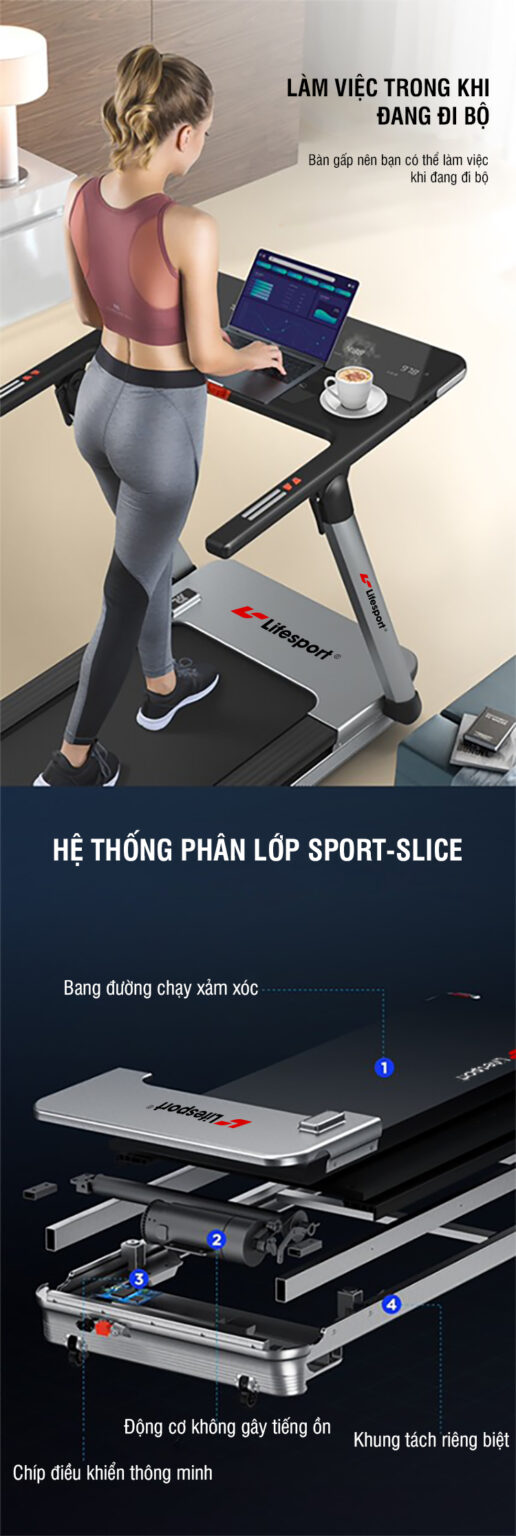 LÀM VIỆC TRONG KHI
ĐANG ĐI BỘ
Bàn gấp nên bạn có thể làm việc
khi đang đi bộ
Lifesport
Lifesport®
HỆ THỐNG PHÂN LỚP SPORT-SLICE
Bang đường chạy xảm xóc
1
Lifesport
Lifesport®
2
3
4
Động cơ không gây tiếng ồn
Khung tách riêng biệt
Chíp điều khiển thông minh